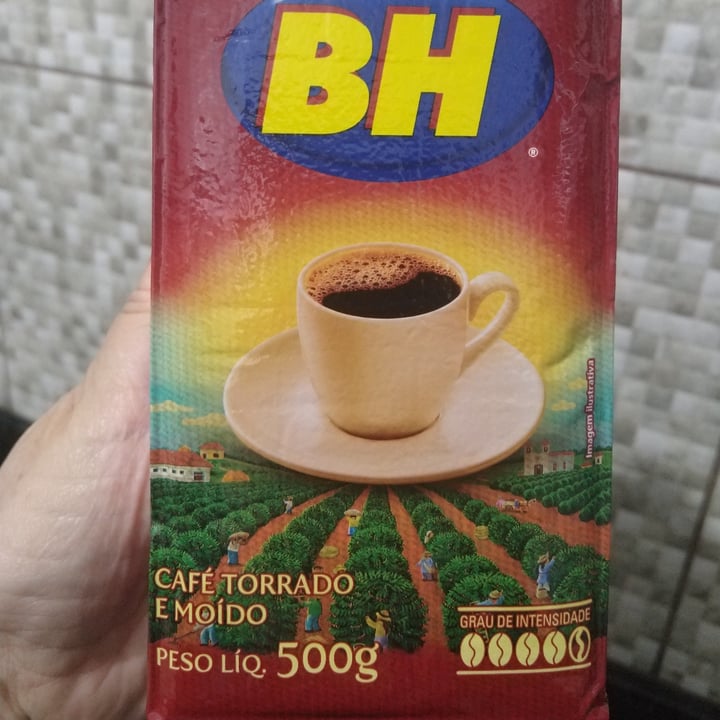 BH
®
Imagem ilustrativa
CAFÉ TORRADO
E MOÍDO
PESO LÍQ. 500g
GRAU DE INTENSIDADE